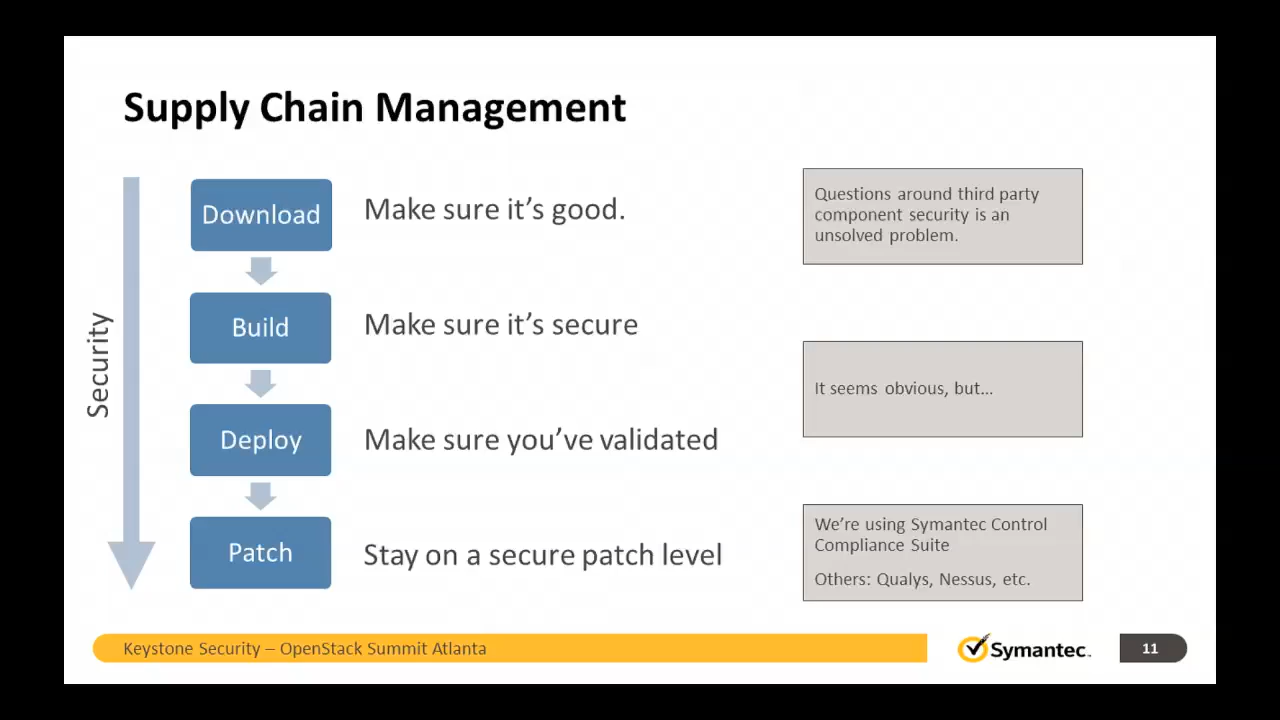 Supply Chain Management
Security
Download
Make sure it's good.
Questions around third party
component security is an
unsolved problem.
Build
Make sure it's secure
It seems obvious, but...
Deploy
Make sure you've validated
Patch
Stay on a secure patch level
We're using Symantec Control
Compliance Suite
Others: Qualys, Nessus, etc.
Keystone Security – OpenStack Summit Atlanta
Symantec.™
11